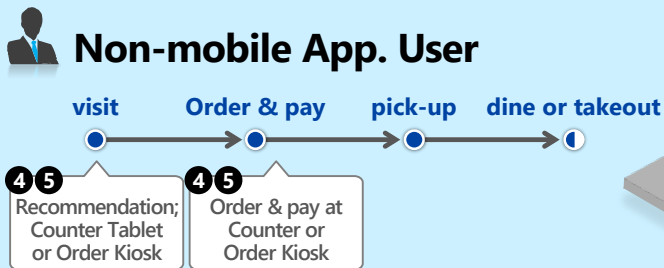 Non-mobile App. User
visit Order & pay pick-up dine or takeout
4 5
Recommendation;
Counter Tablet
or Order Kiosk
4 5
Order & pay at
Counter or
Order Kiosk